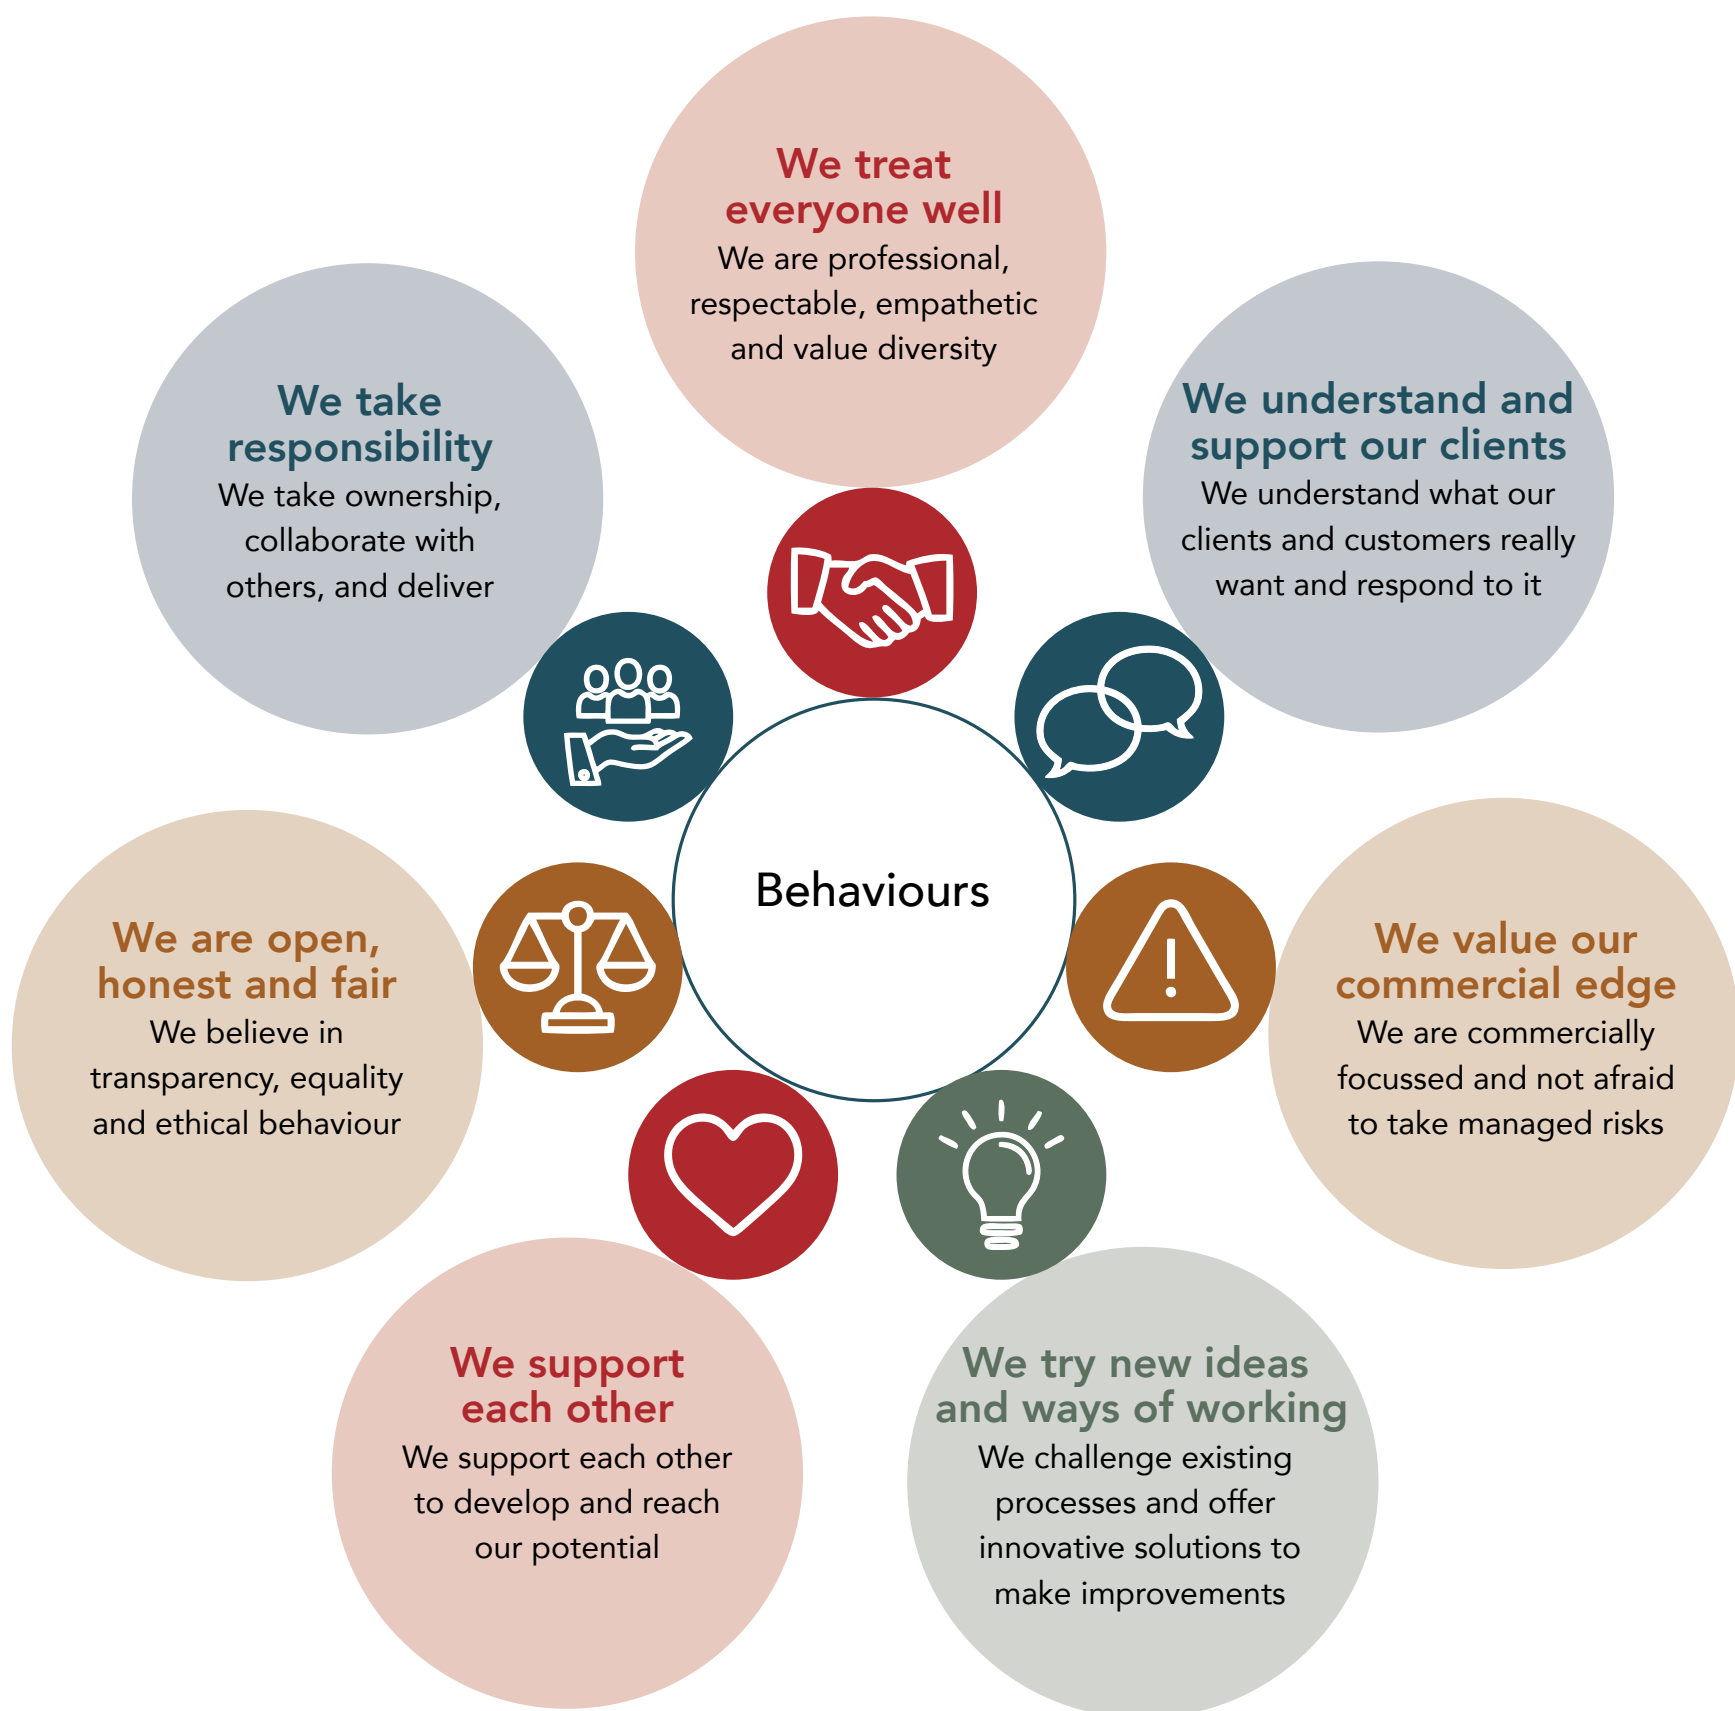 We treat
everyone well
We are professional,
respectable, empathetic
and value diversity
We understand and
support our clients
We understand what our
clients and customers really
want and respond to it
We value our
commercial edge
We are commercially
focussed and not afraid
to take managed risks
We try new ideas
and ways of working
We challenge existing
processes and offer
innovative solutions to
make improvements
We support
each other
We support each other
to develop and reach
our potential
We are open,
honest and fair
We believe in
transparency, equality
and ethical behaviour
We take
responsibility
We take ownership,
collaborate with
others, and deliver
Behaviours